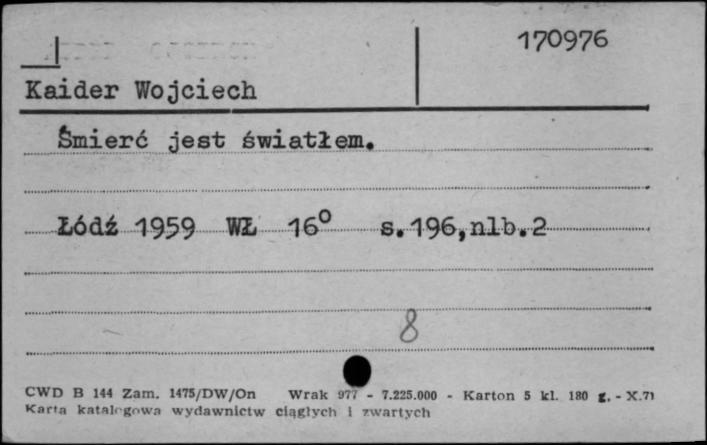 170976
Kaider Wojciech
Śmierć jest światłem.
Łódź 1959 WŁ 16° s.196,nlb.2
8
CWD B 144 Zam. 1475/DW/On Wrak 977 - 7.225.000 - Karton 5 kl. 180 g. - X.71
Karta katalogowa wydawnictw ciągłych i zwartych